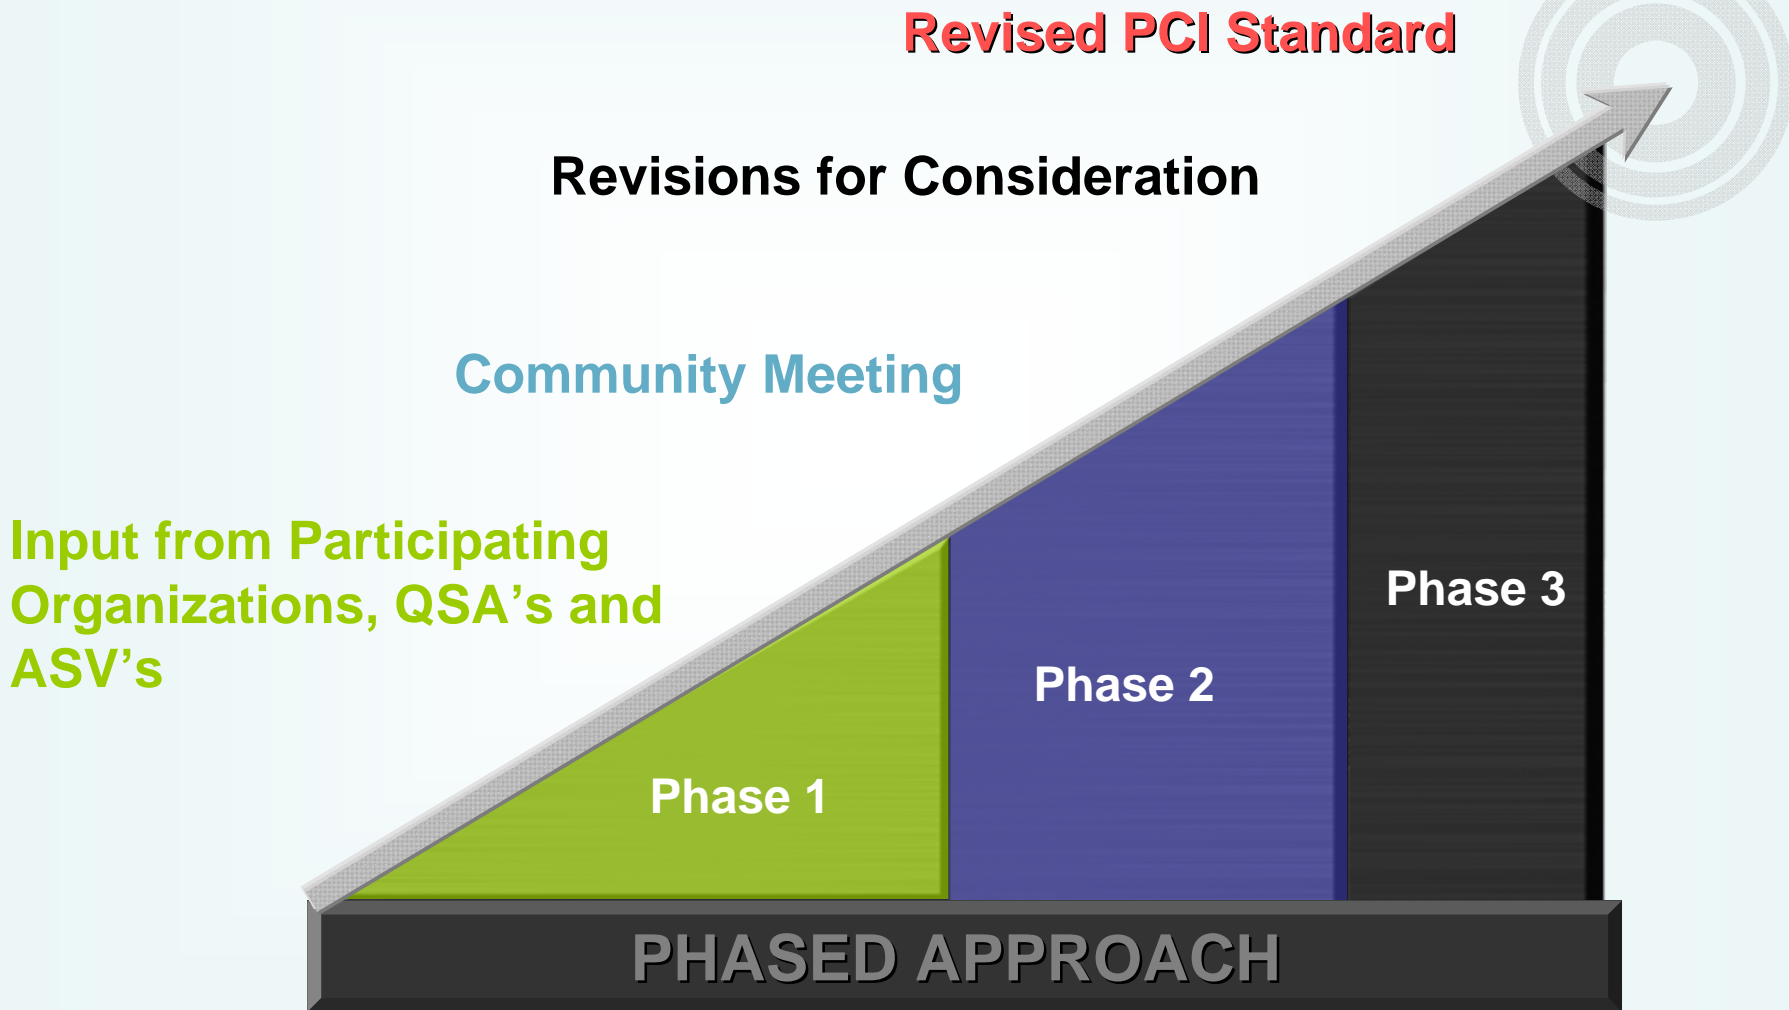 Revised PCI Standard
Revisions for Consideration
Community Meeting
Input from Participating
Organizations, QSA’s and
ASV’s
Phase 3
Phase 2
Phase 1
PHASED APPROACH